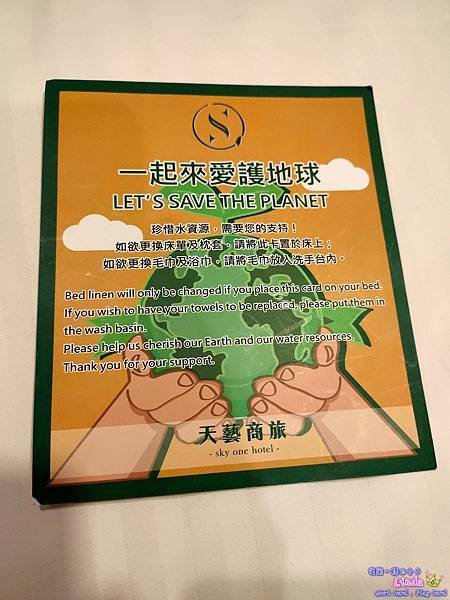 S
一起來愛護地球
LET'S SAVE THE PLANET
珍惜水資源，需要您的支持！
如欲更換床單及枕套，請將此卡置於床上；
如欲更換毛巾及浴巾，請將毛巾放入洗手台內。
Bed linen will only be changed if you place this card on your bed.
If you wish to have your towels to be replaced, please put them in
the wash basin.
Please help us cherish our Earth and our water resources.
Thank you for your support.
天藝商旅
- sky one hotel -